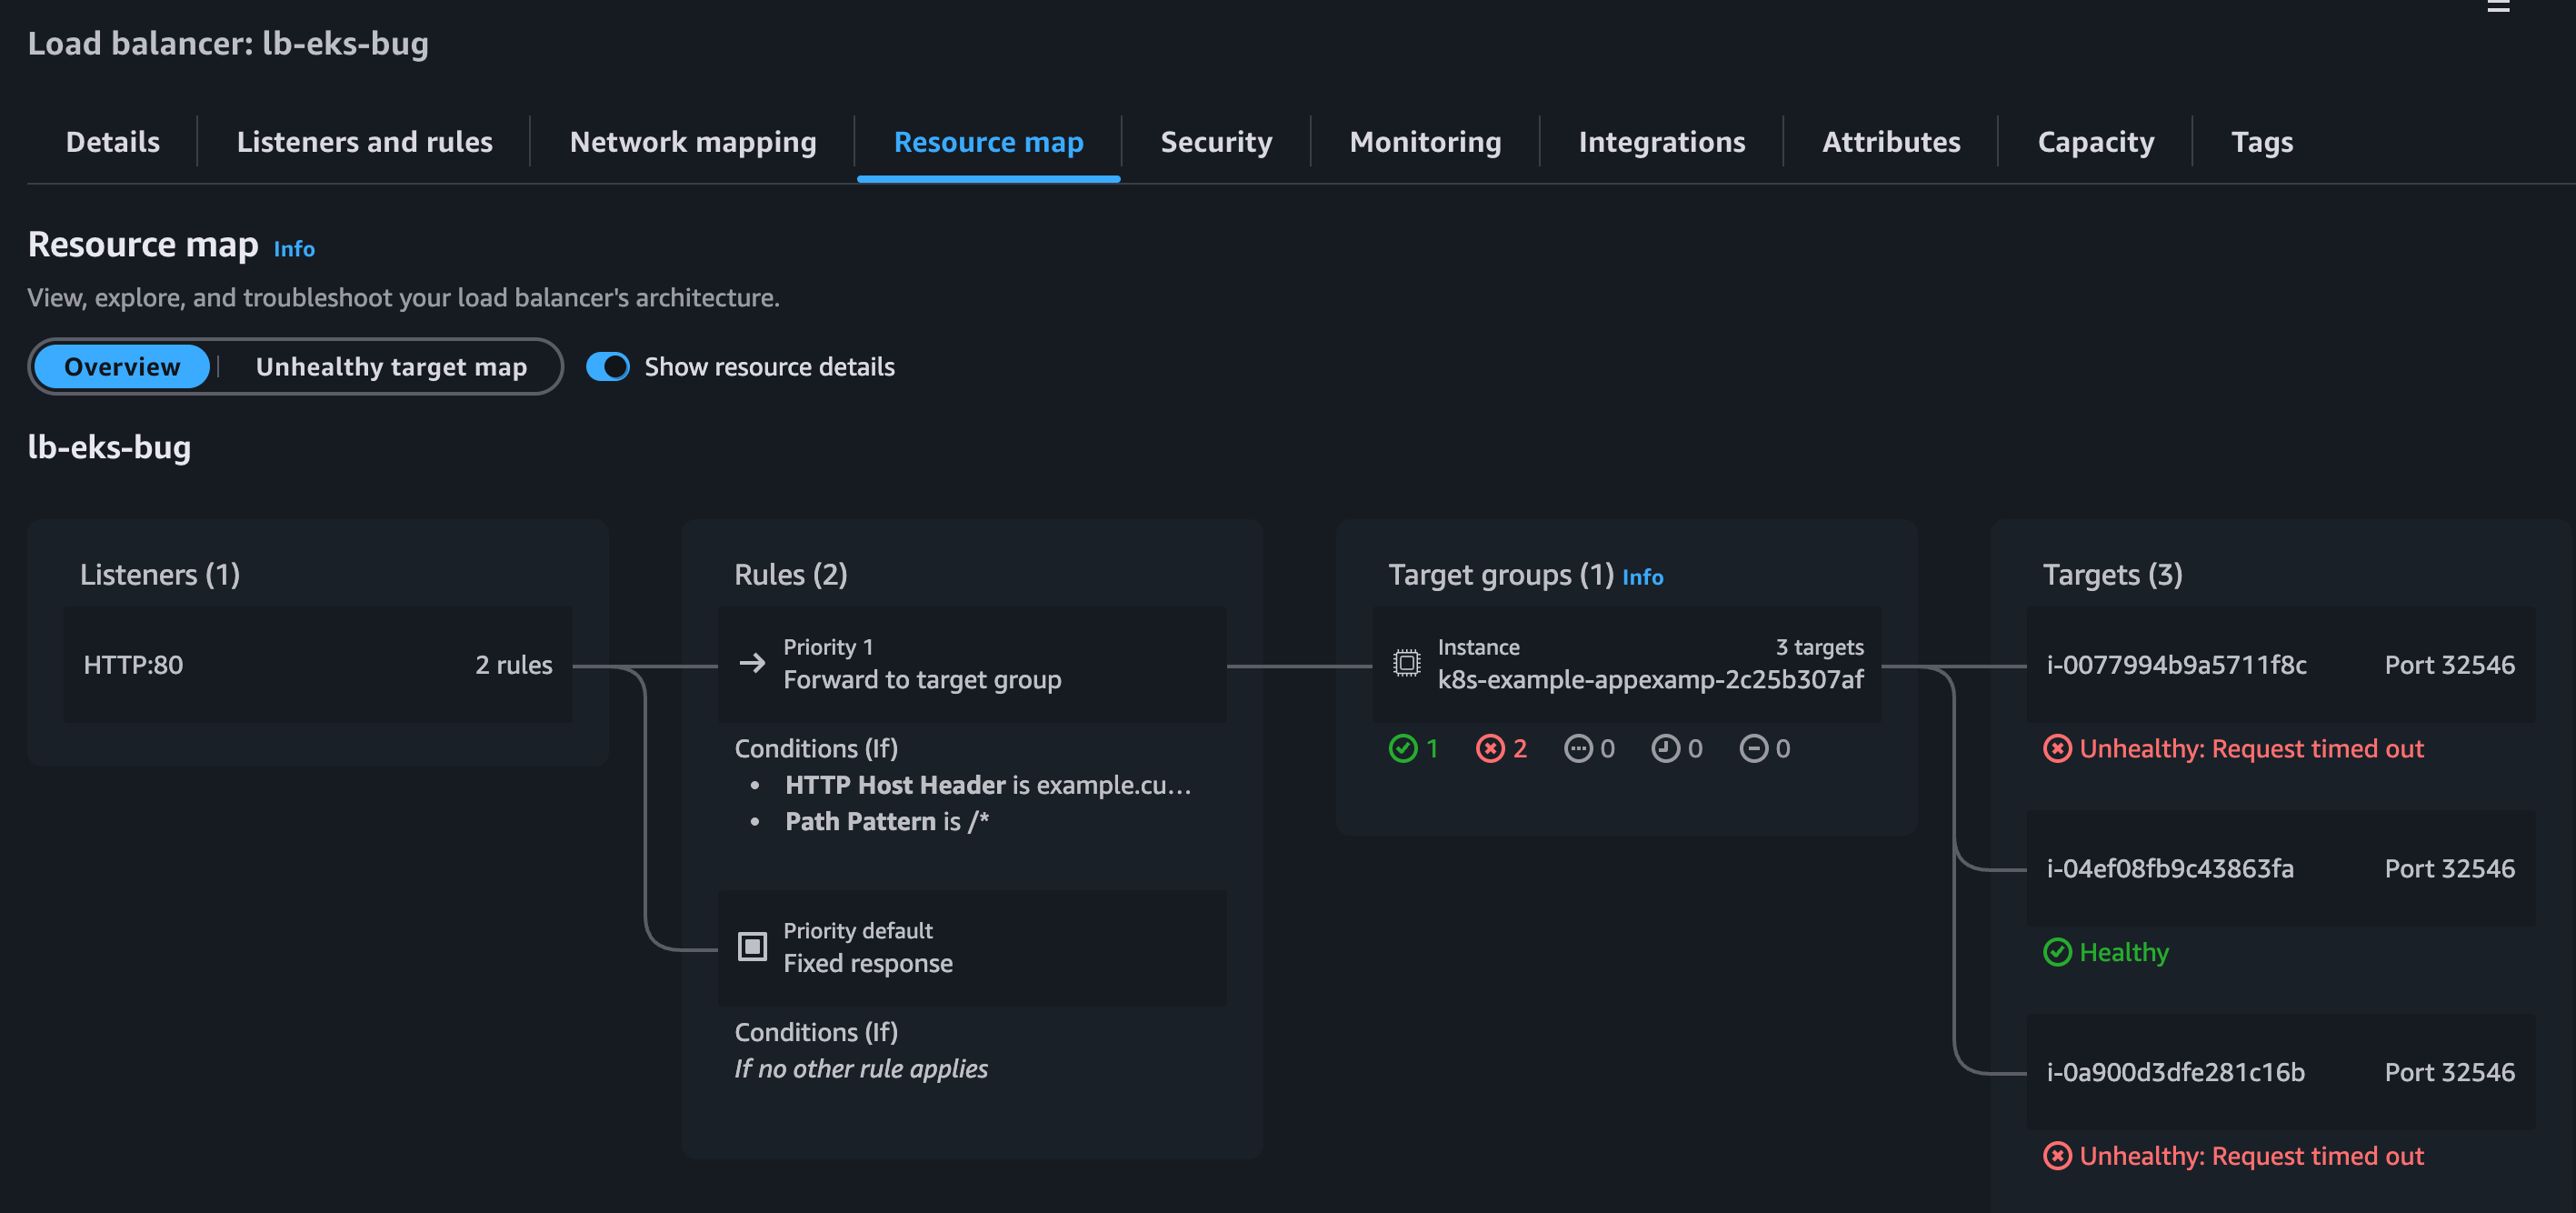 Load balancer: lb-eks-bug
Details
Listeners and rules
Network mapping
Resource map
Security
Monitoring
Integrations
Attributes
Capacity
Tags
Resource map Info
View, explore, and troubleshoot your load balancer's architecture.
Overview
Unhealthy target map
Show resource details
lb-eks-bug
Listeners (1)
HTTP:80 2 rules
Rules (2)
Priority 1
Forward to target group
Conditions (If)
• HTTP Host Header is example.cu...
• Path Pattern is /*
Priority default
Fixed response
Conditions (If)
If no other rule applies
Target groups (1) Info
Instance 3 targets
k8s-example-appexamp-2c25b307af
1 2 0 0 0
Targets (3)
i-0077994b9a5711f8c Port 32546
Unhealthy: Request timed out
i-04ef08fb9c43863fa Port 32546
Healthy
i-0a900d3dfe281c16b Port 32546
Unhealthy: Request timed out